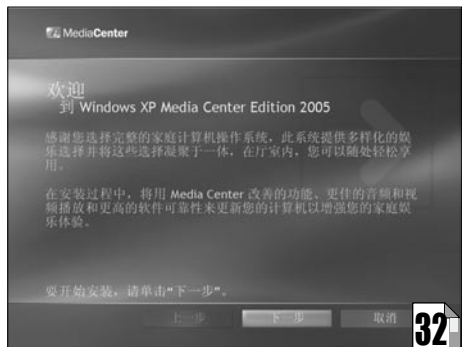 MediaCenter
欢迎
到 Windows XP Media Center Edition 2005
感谢您选择完整的家庭计算机操作系统，此系统提供多样化的娱
乐选择并将这些选择凝聚于一体，在厅室内，您可以随处轻松享
用。
在安装过程中，将用 Media Center 改善的功能、更佳的音频和视
频播放和更高的软件可靠性来更新您的计算机以增强您的家庭娱
乐体验。
要开始安装，请单击“下一步”。
上一步 下一步 取消
32